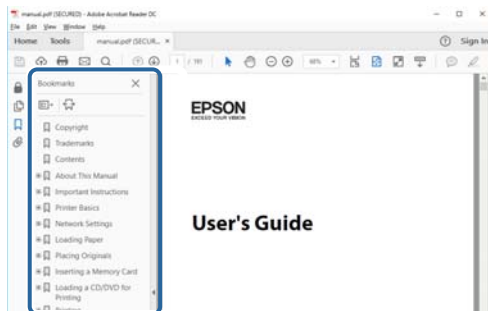 manual.pdf (SECURED) - Adobe Acrobat Reader DC
File Edit View Window Help
Home Tools manual.pdf (SECUR... ×
Sign In
Bookmarks
Copyright
Trademarks
Contents
About This Manual
Important Instructions
Printer Basics
Network Settings
Loading Paper
Placing Originals
Inserting a Memory Card
Loading a CD/DVD for
Printing
Printing
EPSON
EXCEED YOUR VISION
User's Guide